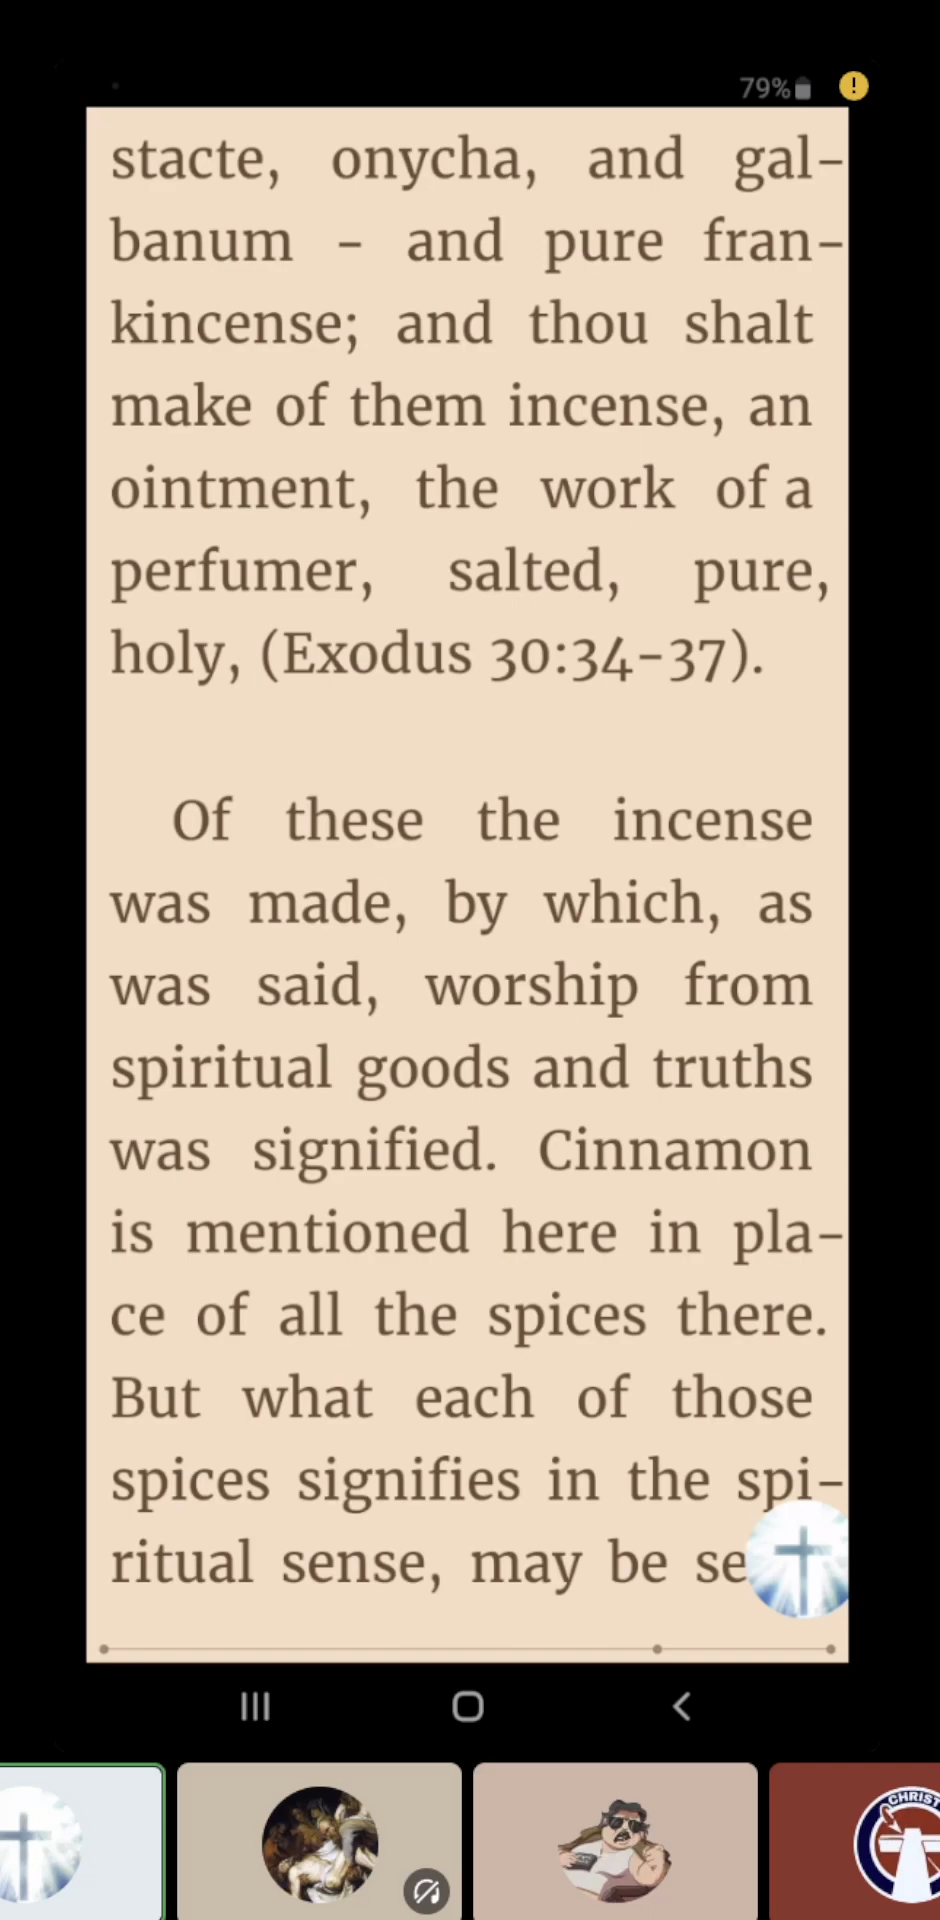 79%
stacte, onycha, and gal-
banum - and pure fran-
kincense; and thou shalt
make of them incense, an
ointment, the work of a
perfumer, salted, pure,
holy, (Exodus 30:34-37).
Of these the incense
was made, by which, as
was said, worship from
spiritual goods and truths
was signified. Cinnamon
is mentioned here in pla-
ce of all the spices there.
But what each of those
spices signifies in the spi-
ritual sense, may be
CHRIST